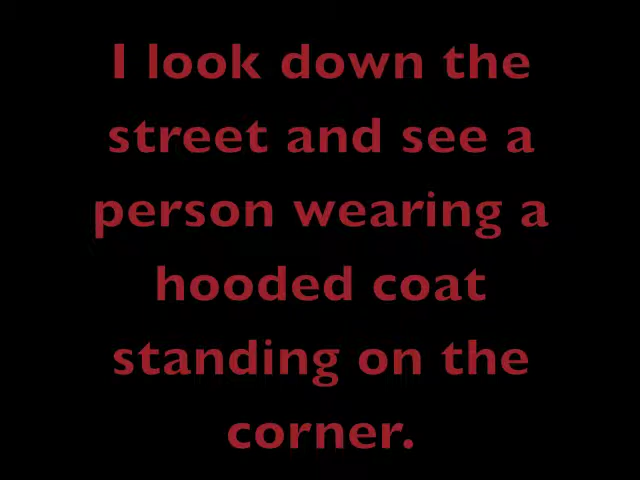 I look down the
street and see a
person wearing a
hooded coat
standing on the
corner.